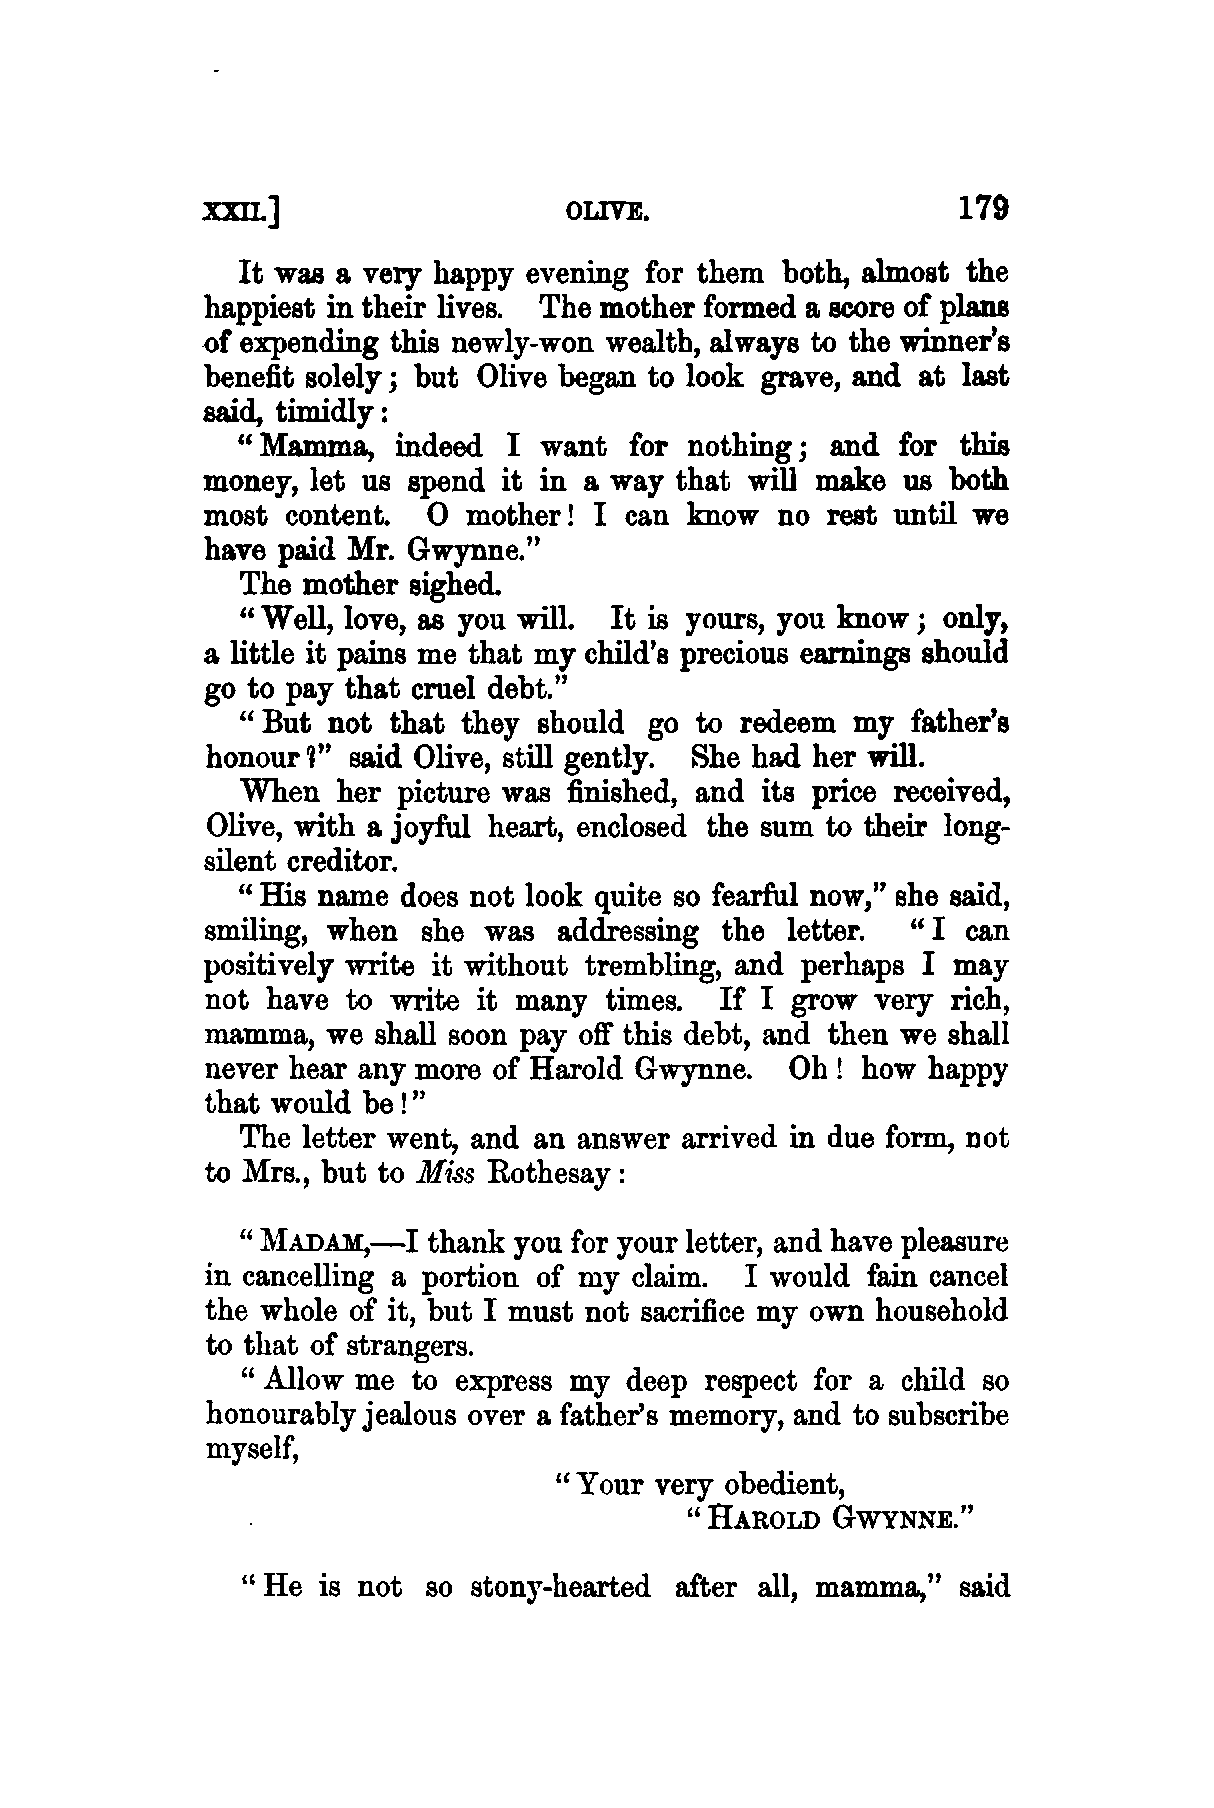 XXII.] OLIVE. 179
It was a very happy evening for them both, almost the
happiest in their lives. The mother formed a score of plans
of expending this newly-won wealth, always to the winner's
benefit solely; but Olive began to look grave, and at last
said, timidly:
"Mamma, indeed I want for nothing; and for this
money, let us spend it in a way that will make us both
most content. O mother! I can know no rest until we
have paid Mr. Gwynne."
The mother sighed.
"Well, love, as you will. It is yours, you know; only,
a little it pains me that my child's precious earnings should
go to pay that cruel debt."
"But not that they should go to redeem my father's
honour?" said Olive, still gently. She had her will.
When her picture was finished, and its price received,
Olive, with a joyful heart, enclosed the sum to their long-
silent creditor.
"His name does not look quite so fearful now," she said,
smiling, when she was addressing the letter. "I can
positively write it without trembling, and perhaps I may
not have to write it many times. If I grow very rich,
mamma, we shall soon pay off this debt, and then we shall
never hear any more of Harold Gwynne. Oh! how happy
that would be!"
The letter went, and an answer arrived in due form, not
to Mrs., but to Miss Rothesay:
"MADAM,—I thank you for your letter, and have pleasure
in cancelling a portion of my claim. I would fain cancel
the whole of it, but I must not sacrifice my own household
to that of strangers.
"Allow me to express my deep respect for a child so
honourably jealous over a father's memory, and to subscribe
myself,
"Your very obedient,
"HAROLD GWYNNE."
"He is not so stony-hearted after all, mamma," said